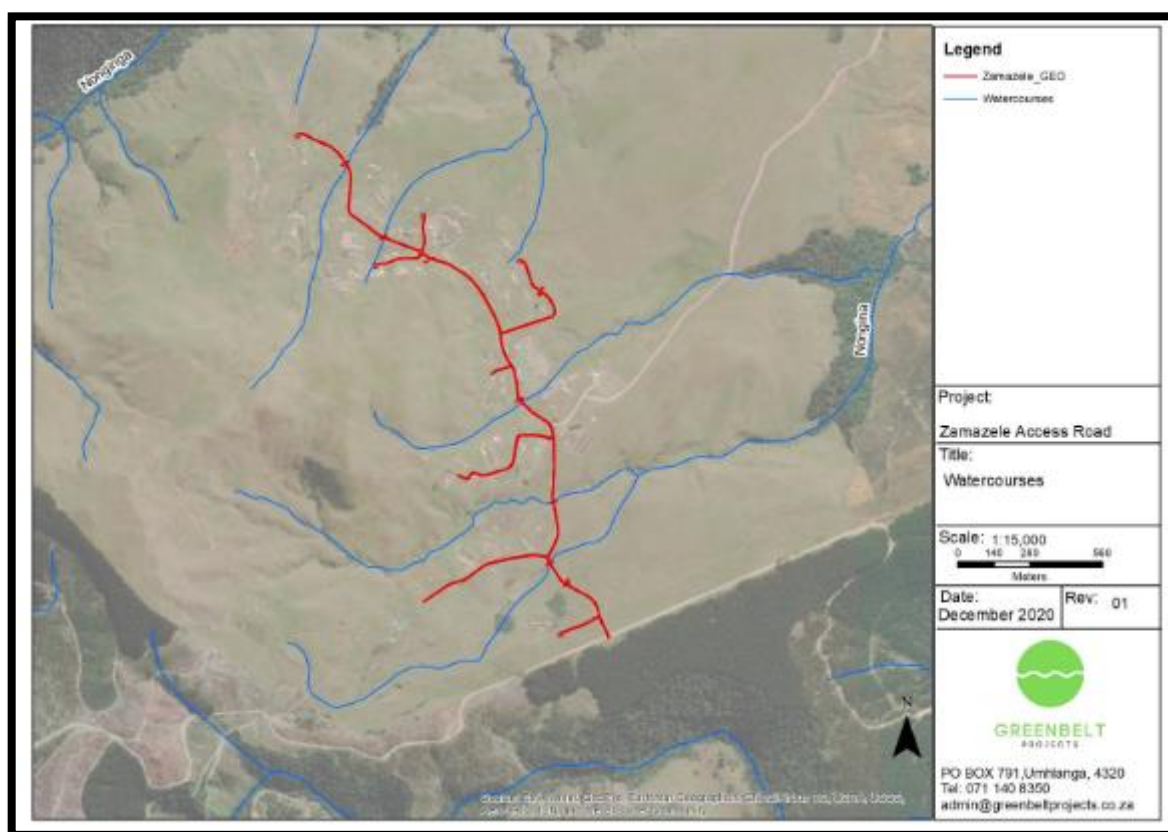 Nonginga
Nongina
Legend
Zamazele_GEO
Watercourses
Project:
Zamazele Access Road
Title:
Watercourses
Scale: 1:15,000
0 140 280 560
Meters
Date:
December 2020
Rev: 01
N
GREENBELT
PROJECTS
PO BOX 791,Umhlanga, 4320
Tel: 071 140 8350
admin@greenbeltprojects.co.za